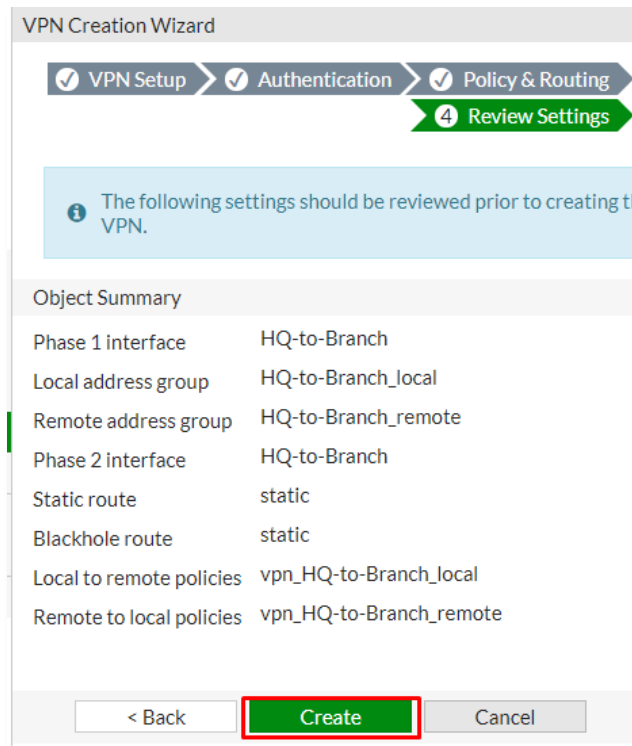 VPN Creation Wizard
VPN Setup Authentication Policy & Routing
4 Review Settings
The following settings should be reviewed prior to creating
VPN.
Object Summary
Phase 1 interface HQ-to-Branch
Local address group HQ-to-Branch_local
Remote address group HQ-to-Branch_remote
Phase 2 interface HQ-to-Branch
Static route static
Blackhole route static
Local to remote policies vpn_HQ-to-Branch_local
Remote to local policies vpn_HQ-to-Branch_remote
< Back Create Cancel